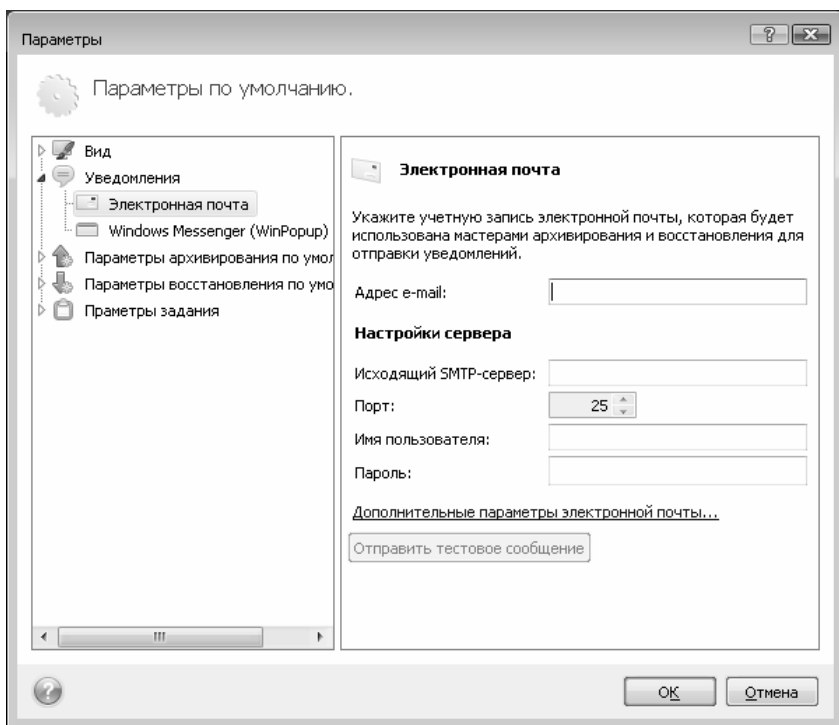 Параметры
Параметры по умолчанию.
Вид
Уведомления
Электронная почта
Windows Messenger (WinPopup)
Параметры архивирования по умол
Параметры восстановления по умо
Праметры задания
Электронная почта
Укажите учетную запись электронной почты, которая будет
использована мастерами архивирования и восстановления для
отправки уведомлений.
Адрес e-mail:
Настройки сервера
Исходящий SMTP-сервер:
Порт: 25
Имя пользователя:
Пароль:
Дополнительные параметры электронной почты...
Отправить тестовое сообщение
OK Отмена